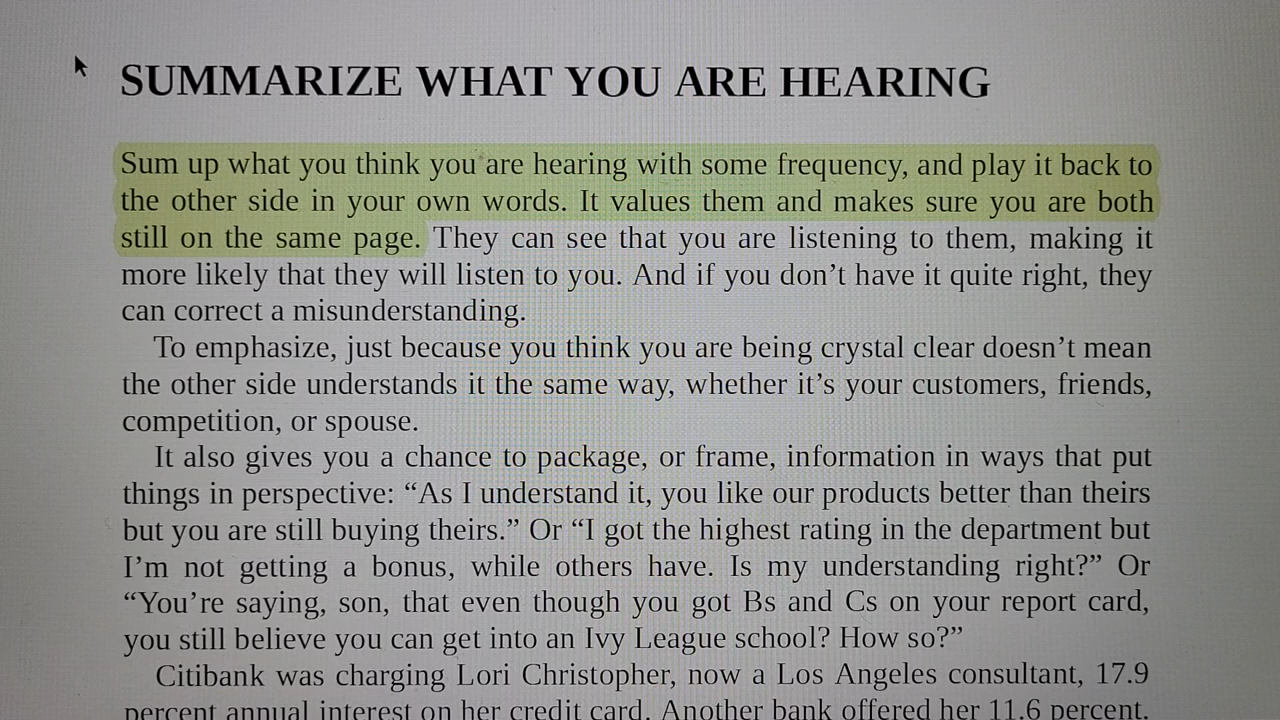 SUMMARIZE WHAT YOU ARE HEARING
Sum up what you think you are hearing with some frequency, and play it back to
the other side in your own words. It values them and makes sure you are both
still on the same page. They can see that you are listening to them, making it
more likely that they will listen to you. And if you don’t have it quite right, they
can correct a misunderstanding.
To emphasize, just because you think you are being crystal clear doesn’t mean
the other side understands it the same way, whether it’s your customers, friends,
competition, or spouse.
It also gives you a chance to package, or frame, information in ways that put
things in perspective: “As I understand it, you like our products better than theirs
but you are still buying theirs.” Or “I got the highest rating in the department but
I’m not getting a bonus, while others have. Is my understanding right?” Or
“You’re saying, son, that even though you got Bs and Cs on your report card,
you still believe you can get into an Ivy League school? How so?”
Citibank was charging Lori Christopher, now a Los Angeles consultant, 17.9
percent annual interest on her credit card. Another bank offered her 11.6 percent.